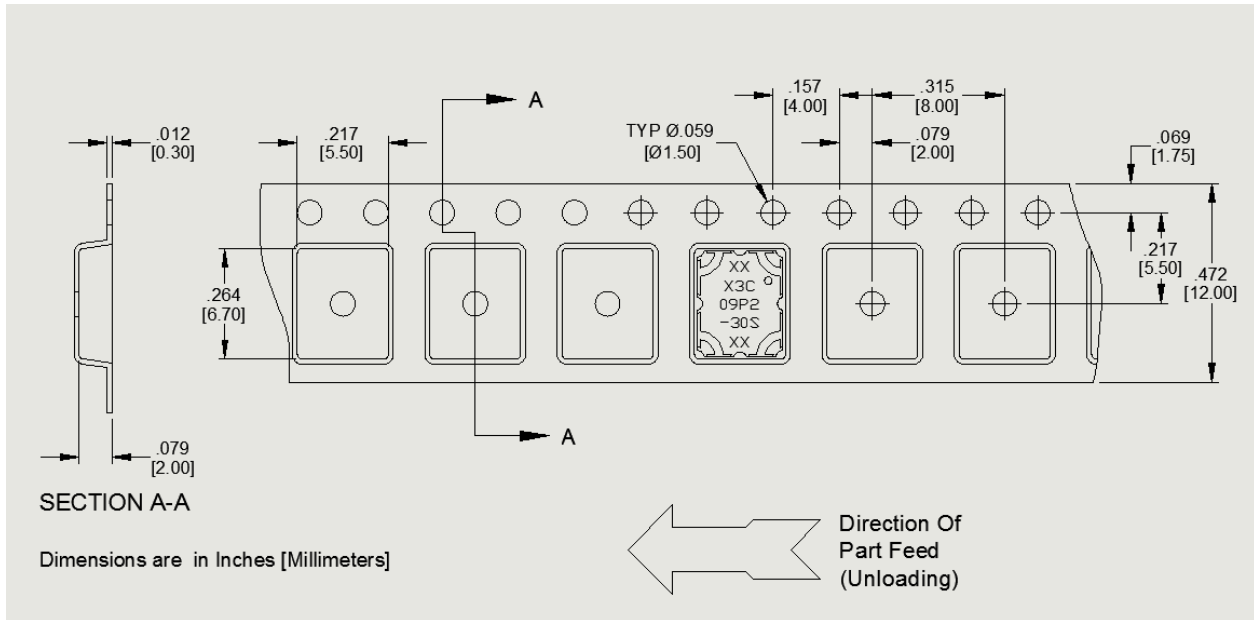 A
.157
[4.00]
.315
[8.00]
.012
[0.30]
.217
[5.50]
TYP Ø.059
[Ø1.50]
.079
[2.00]
.069
[1.75]
.264
[6.70]
XX
X3C
09P2
-30S
XX
.217
[5.50]
.472
[12.00]
A
.079
[2.00]
SECTION A-A
Dimensions are in Inches [Millimeters]
Direction Of
Part Feed
(Unloading)